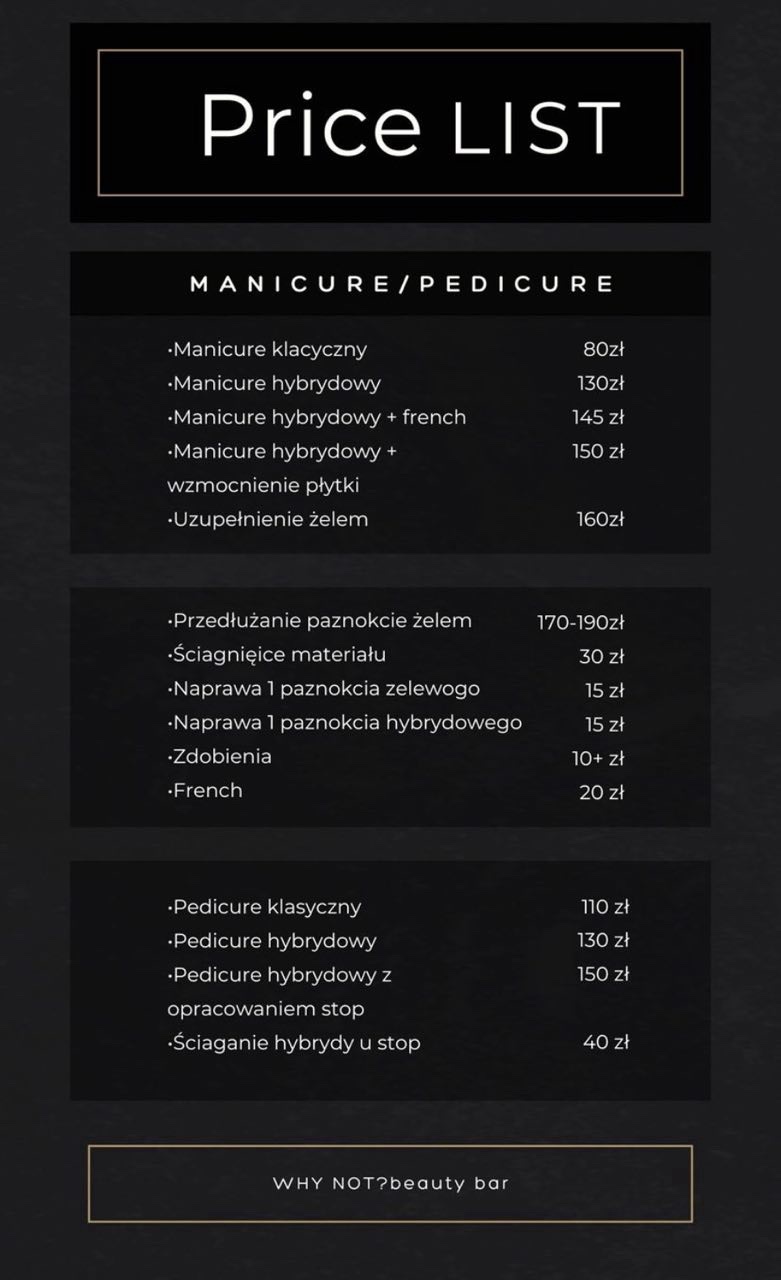 Price LIST
MANICURE/PEDICURE
•Manicure klacyczny 80zł
•Manicure hybrydowy 130zł
•Manicure hybrydowy + french 145 zł
•Manicure hybrydowy + 150 zł
wzmocnienie płytki
•Uzupełnienie żelem 160zł
•Przedłużanie paznokcie żelem 170-190zł
•Ściagnięice materiału 30 zł
•Naprawa 1 paznokcia zelewogo 15 zł
•Naprawa 1 paznokcia hybrydowego 15 zł
•Zdobienia 10+ zł
•French 20 zł
•Pedicure klasyczny 110 zł
•Pedicure hybrydowy 130 zł
•Pedicure hybrydowy z 150 zł
opracowaniem stop
•Ściaganie hybrydy u stop 40 zł
WHY NOT?beauty bar